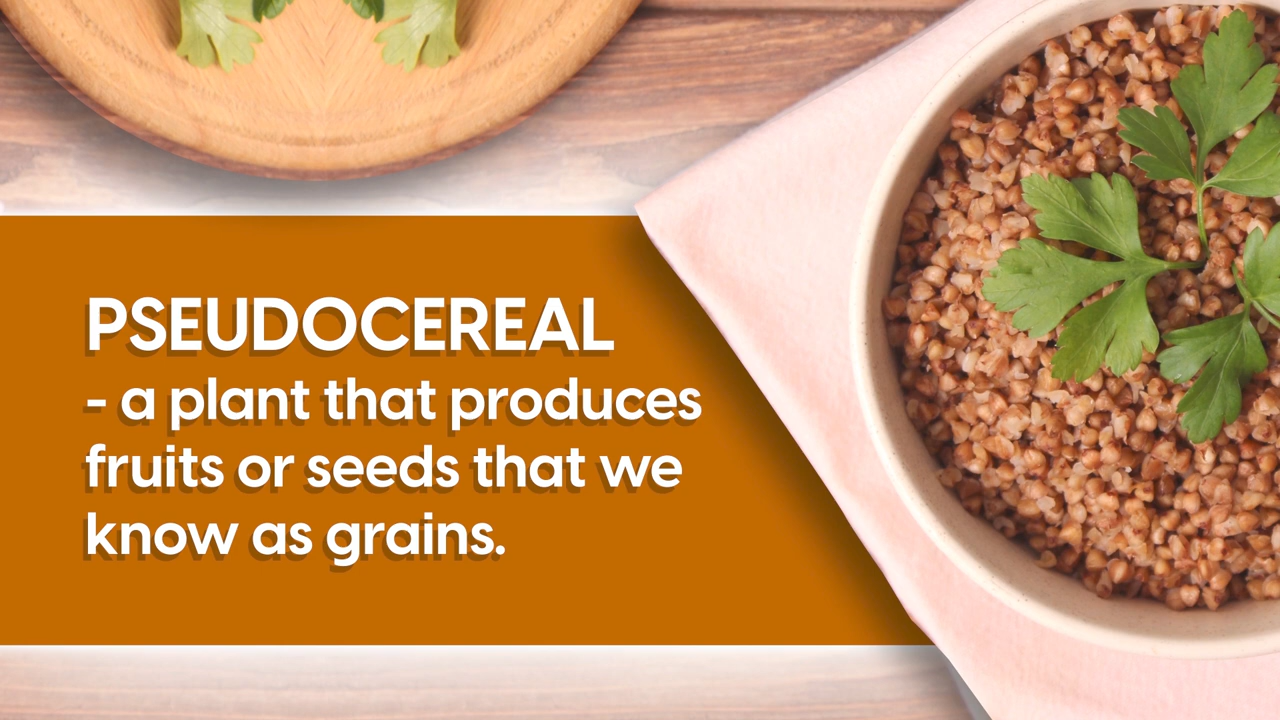 PSEUDOCEREAL
- a plant that produces
fruits or seeds that we
know as grains.